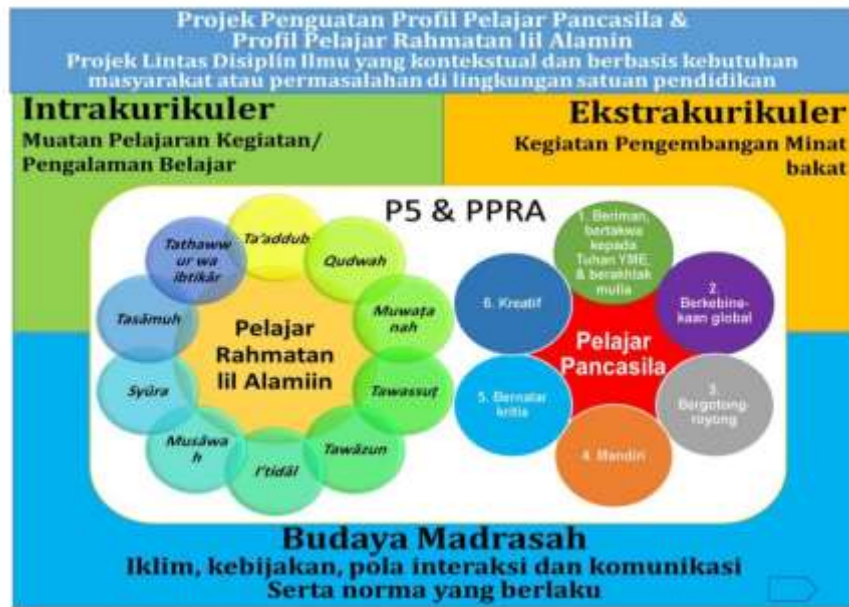 Projek Penguatan Profil Pelajar Pancasila &
Profil Pelajar Rahmatan lil Alamin
Projek Lintas Disiplin Ilmu yang kontekstual dan berbasis kebutuhan
masyarakat atau permasalahan di lingkungan satuan pendidikan
Intrakurikuler
Muatan Pelajaran Kegiatan/
Pengalaman Belajar
Ekstrakurikuler
Kegiatan Pengembangan Minat
bakat
P5 & PPRA
Ta'addub
Qudwah
Muwaṭa
nah
Tawassuṭ
Tawāzun
I'tidāl
Musāwa
h
Syūra
Tasāmuh
Tathaww
ur wa
ibtikār
Pelajar
Rahmatan
lil Alamiin
1. Beriman,
bertakwa
kepada
Tuhan YME,
& berakhlak
mulia
2.
Berkebine-
kaan global
3.
Bergotong-
royong
4. Mandiri
5. Bernalar
kritis
6. Kreatif
Pelajar
Pancasila
Budaya Madrasah
Iklim, kebijakan, pola interaksi dan komunikasi
Serta norma yang berlaku